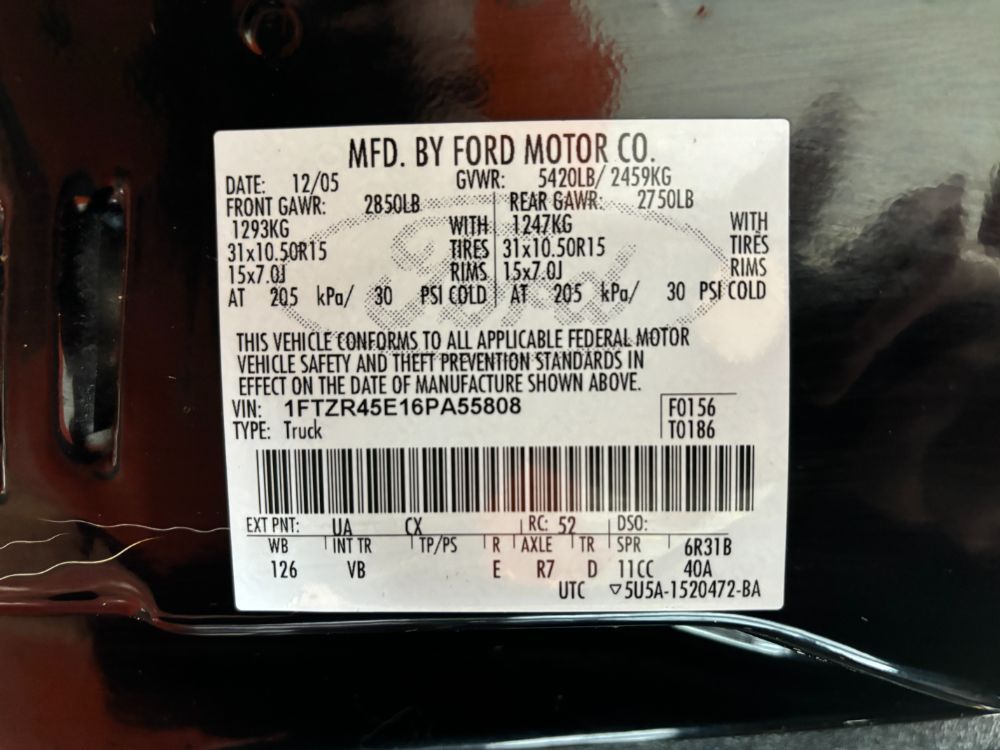 MFD. BY FORD MOTOR CO.
DATE: 12/05 GVWR: 5420LB/ 2459KG
FRONT GAWR: 2850LB REAR GAWR: 2750LB
1293KG WITH 1247KG WITH
31x10.50R15 TIRES 31x10.50R15 TIRES
15x7.0J RIMS 15x7.0J RIMS
AT 205 kPa/ 30 PSI COLD AT 205 kPa/ 30 PSI COLD
Ford
THIS VEHICLE CONFORMS TO ALL APPLICABLE FEDERAL MOTOR
VEHICLE SAFETY AND THEFT PREVENTION STANDARDS IN
EFFECT ON THE DATE OF MANUFACTURE SHOWN ABOVE.
VIN: 1FTZR45E16PA55808 F0156
TYPE: Truck T0186
EXT PNT: UA CX RC: 52 DSO:
WB INT TR TP/PS R AXLE TR SPR 6R31B
126 VB E R7 D 11CC 40A
UTC ▽5U5A-1520472-BA